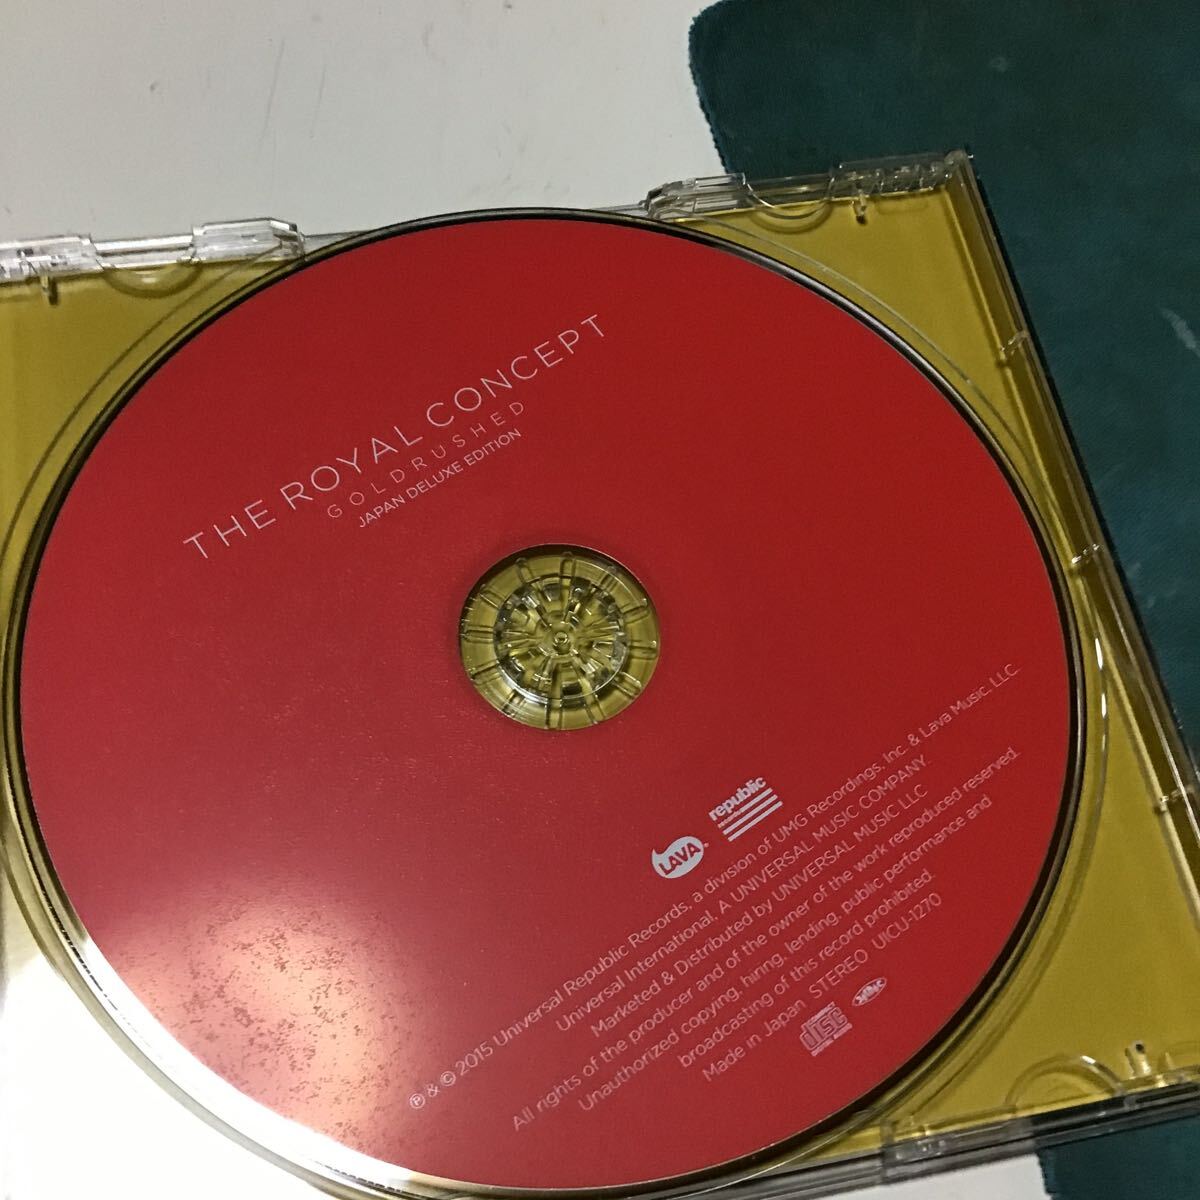 THE ROYAL CONCEPT
GOLDRUSHED
JAPAN DELUXE EDITION
LAVA
republic
℗ & © 2015 Universal Republic Records, a division of UMG Recordings, Inc. & Lava Music, LLC.
Universal International, A UNIVERSAL MUSIC COMPANY.
Marketed & Distributed by UNIVERSAL MUSIC LLC
All rights of the producer and of the owner of the work reproduced reserved.
Unauthorized copying, hiring, lending, public performance and
broadcasting of this record prohibited.
Made in Japan STEREO UICU-1270